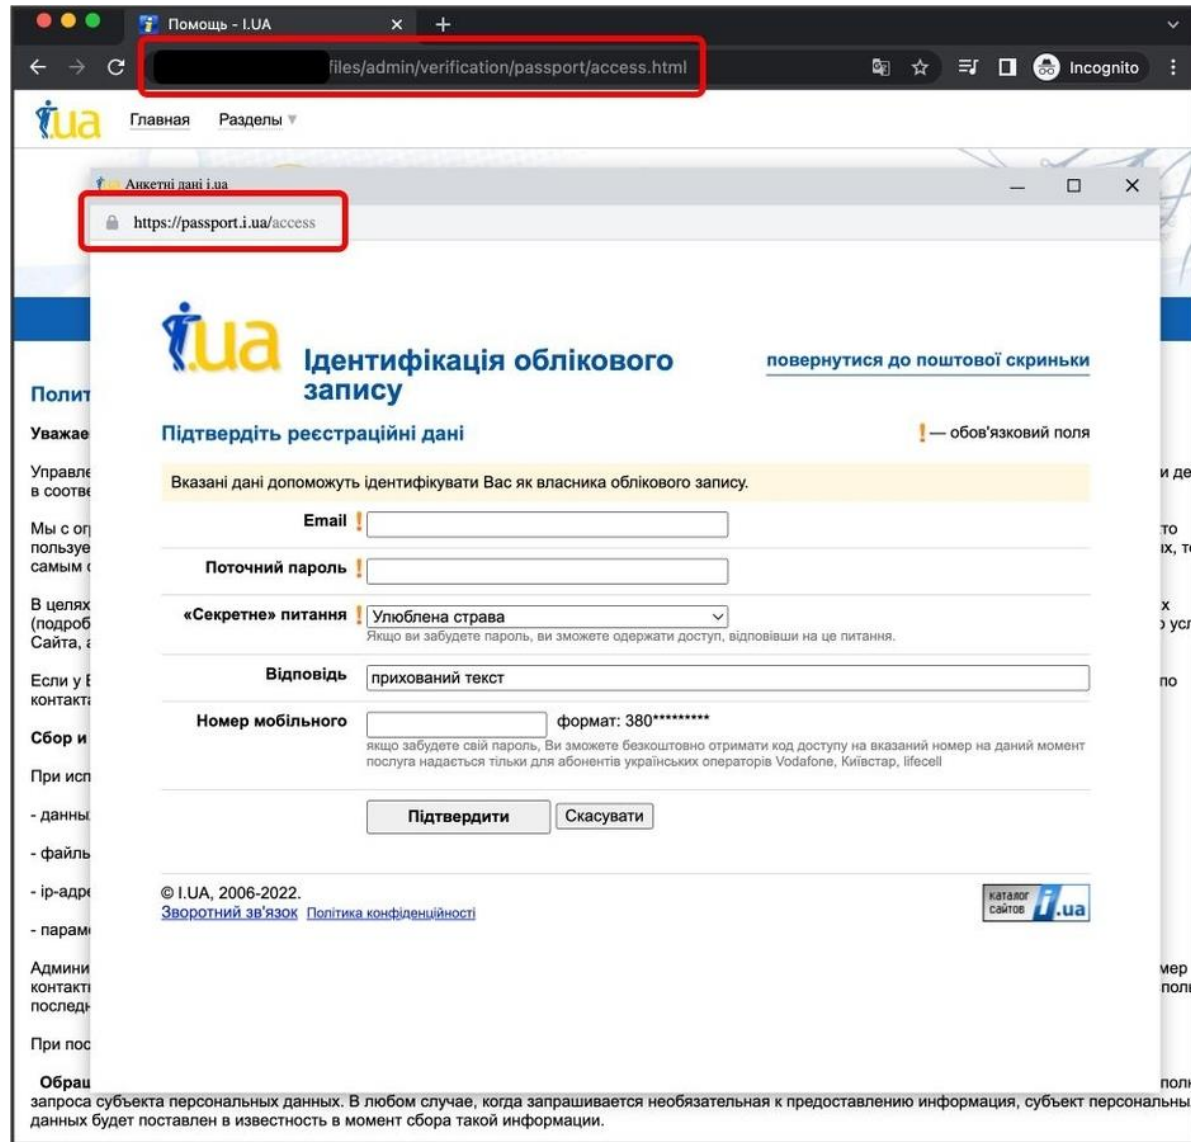 Помощь - I.UA
files/admin/verification/passport/access.html
Incognito
i.ua
Главная Разделы
Анкетні дані i.ua
https://passport.i.ua/access
i.ua
Ідентифікація облікового
запису
повернутися до поштової скриньки
Підтвердіть реєстраційні дані
! — обов'язковий поля
Вказані дані допоможуть ідентифікувати Вас як власника облікового запису.
Email !
Поточний пароль !
«Секретне» питання ! Улюблена страва
Якщо ви забудете пароль, ви зможете одержати доступ, відповівши на це питання.
Відповідь прихований текст
Номер мобільного формат: 380*********
якщо забудете свій пароль, Ви зможете безкоштовно отримати код доступу на вказаний номер на даний момент
послуга надається тільки для абонентів українських операторів Vodafone, Київстар, lifecell
Підтвердити Скасувати
© I.UA, 2006-2022.
Зворотний зв'язок Політика конфіденційності
каталог
сайтов i.ua
Полит
Уважае
Управле
в соотве
Мы с ог
пользуе
самым
В целях
(подроб
Сайта,
Если у
контакта
Сбор и
При исп
- данны
- файль
- ip-адре
- парам
Админи
контакт
последн
При пос
Обращ
запроса субъекта персональных данных. В любом случае, когда запрашивается необязательная к предоставлению информация, субъект персональны
данных будет поставлен в известность в момент сбора такой информации.